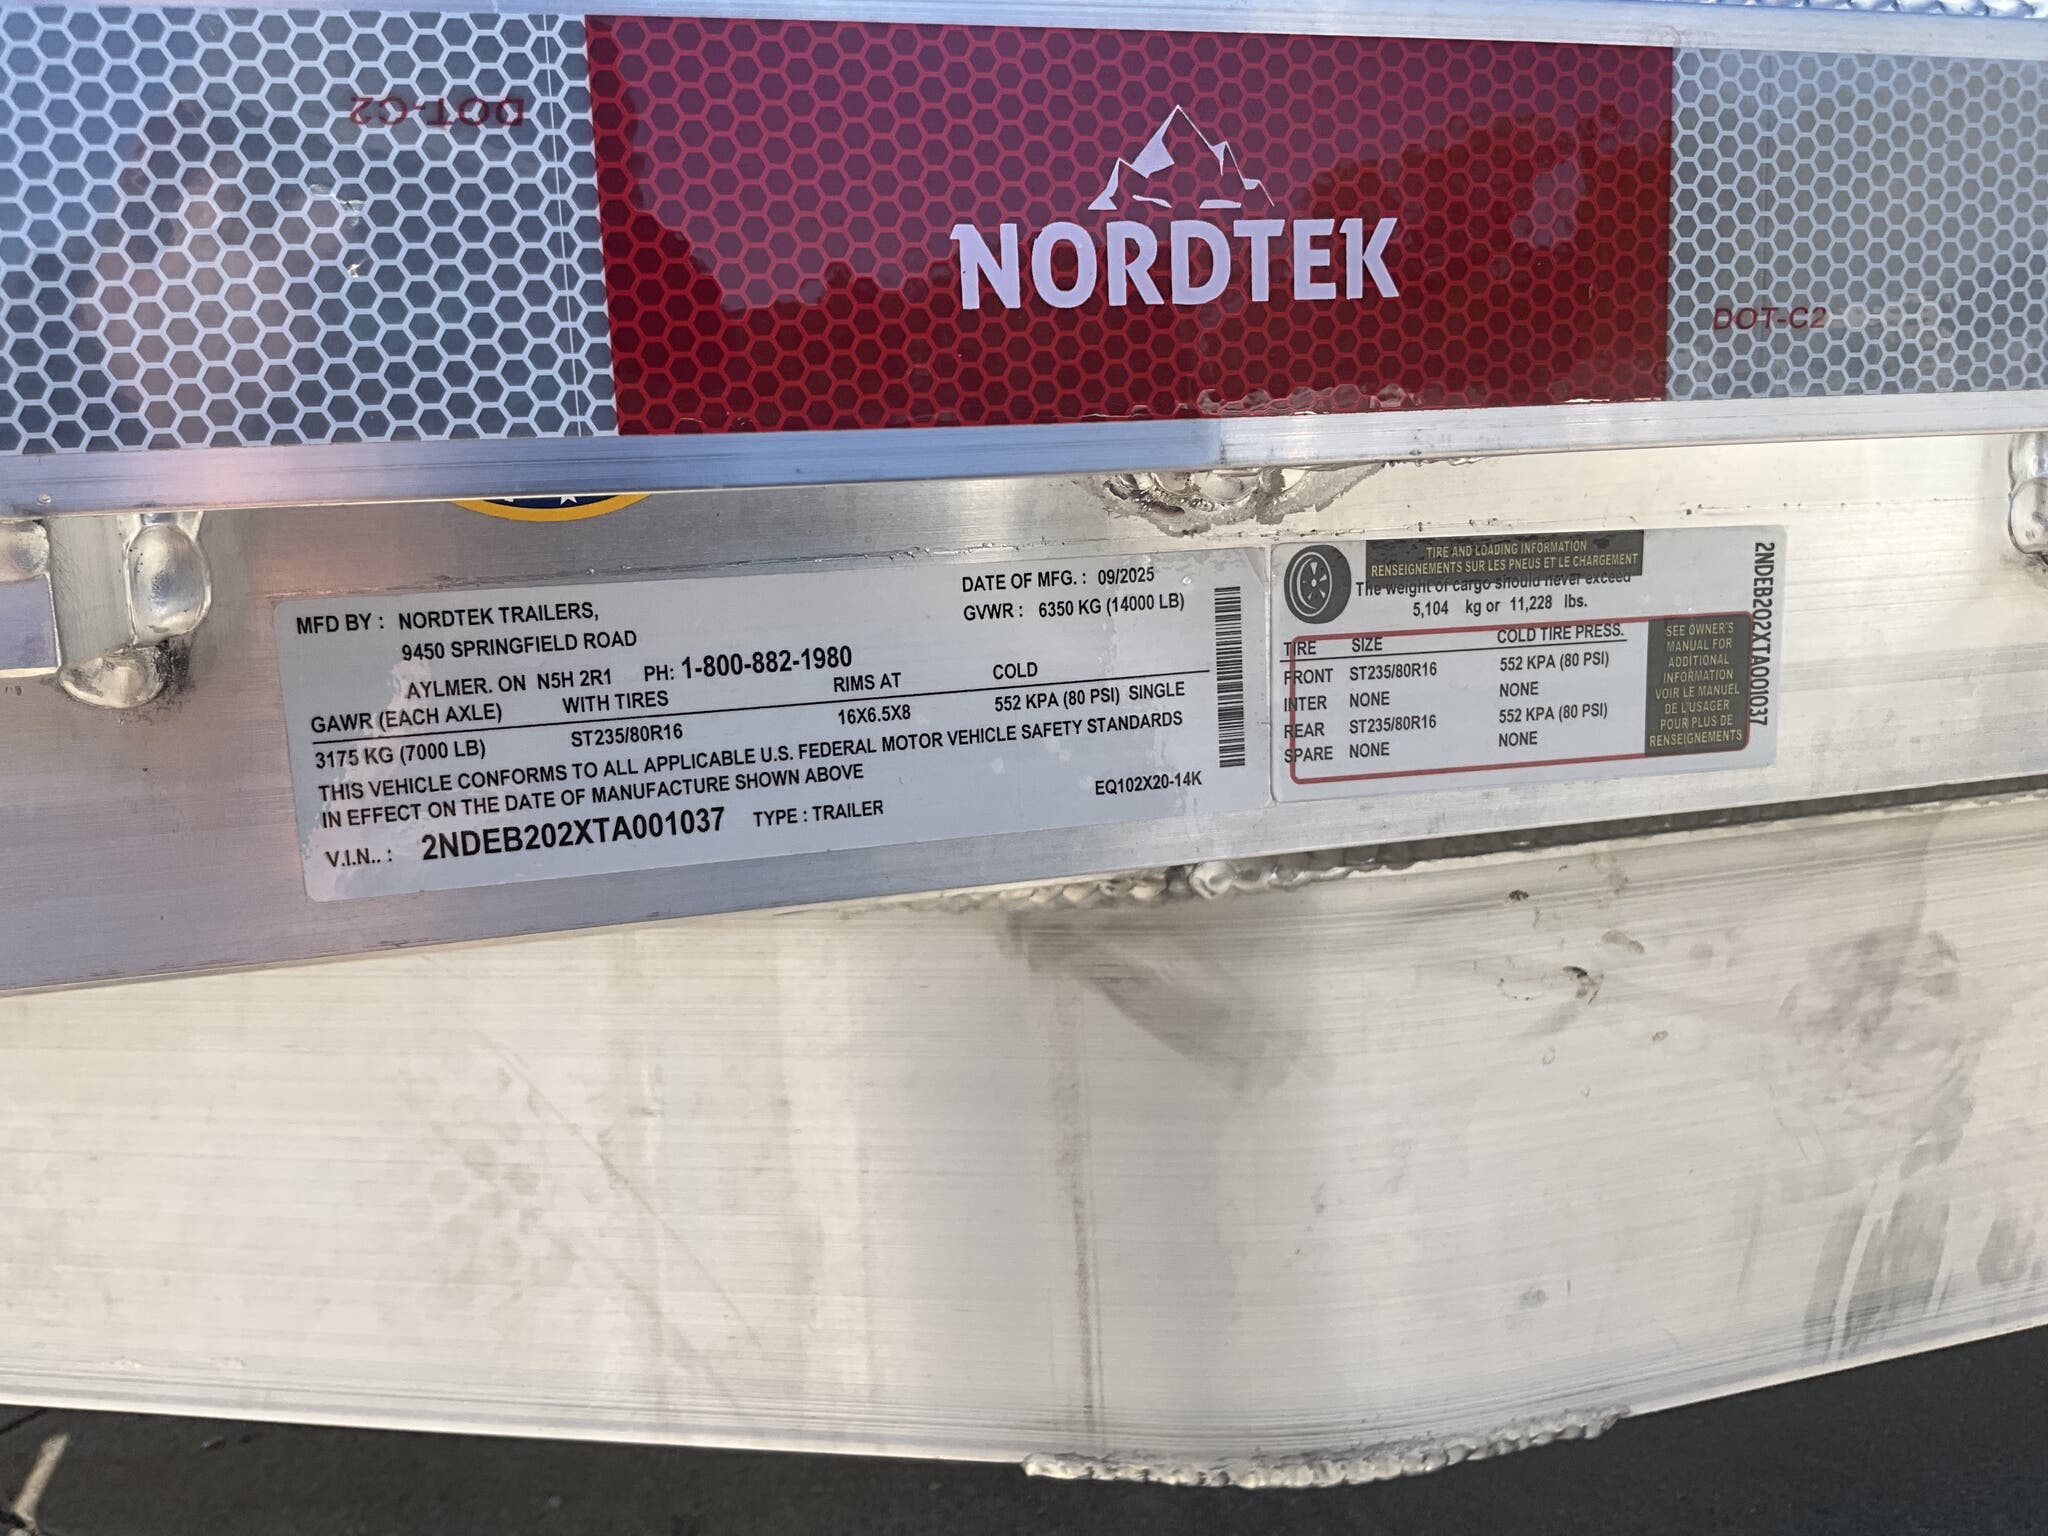 DOT-C2
NORDTEK
DOT-C2
MFD BY : NORDTEK TRAILERS,
9450 SPRINGFIELD ROAD
AYLMER. ON N5H 2R1 PH: 1-800-882-1980
DATE OF MFG. : 09/2025
GVWR : 6350 KG (14000 LB)
GAWR (EACH AXLE) WITH TIRES RIMS AT COLD
3175 KG (7000 LB) ST235/80R16 16X6.5X8 552 KPA (80 PSI) SINGLE
THIS VEHICLE CONFORMS TO ALL APPLICABLE U.S. FEDERAL MOTOR VEHICLE SAFETY STANDARDS
IN EFFECT ON THE DATE OF MANUFACTURE SHOWN ABOVE
V.I.N.. : 2NDEB202XTA001037 TYPE : TRAILER EQ102X20-14K
TIRE AND LOADING INFORMATION
RENSEIGNEMENTS SUR LES PNEUS ET LE CHARGEMENT
The weight of cargo should never exceed
5,104 kg or 11,228 lbs.
TIRE SIZE COLD TIRE PRESS.
FRONT ST235/80R16 552 KPA (80 PSI)
INTER NONE NONE
REAR ST235/80R16 552 KPA (80 PSI)
SPARE NONE NONE
SEE OWNER'S
MANUAL FOR
ADDITIONAL
INFORMATION
VOIR LE MANUEL
DE L'USAGER
POUR PLUS DE
RENSEIGNEMENTS
2NDEB202XTA001037